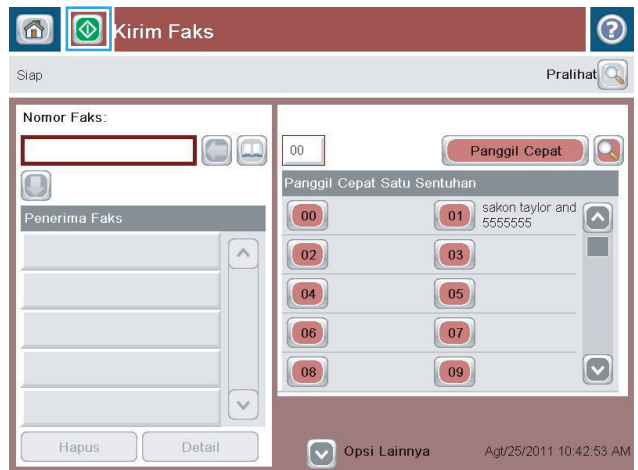 Kirim Faks
?
Siap
Pralihat
Nomor Faks:
00
Panggil Cepat
Panggil Cepat Satu Sentuhan
Penerima Faks
00
01 sakon taylor and
5555555
02 03
04 05
06 07
08 09
Hapus Detail
Opsi Lainnya
Agt/25/2011 10:42:53 AM